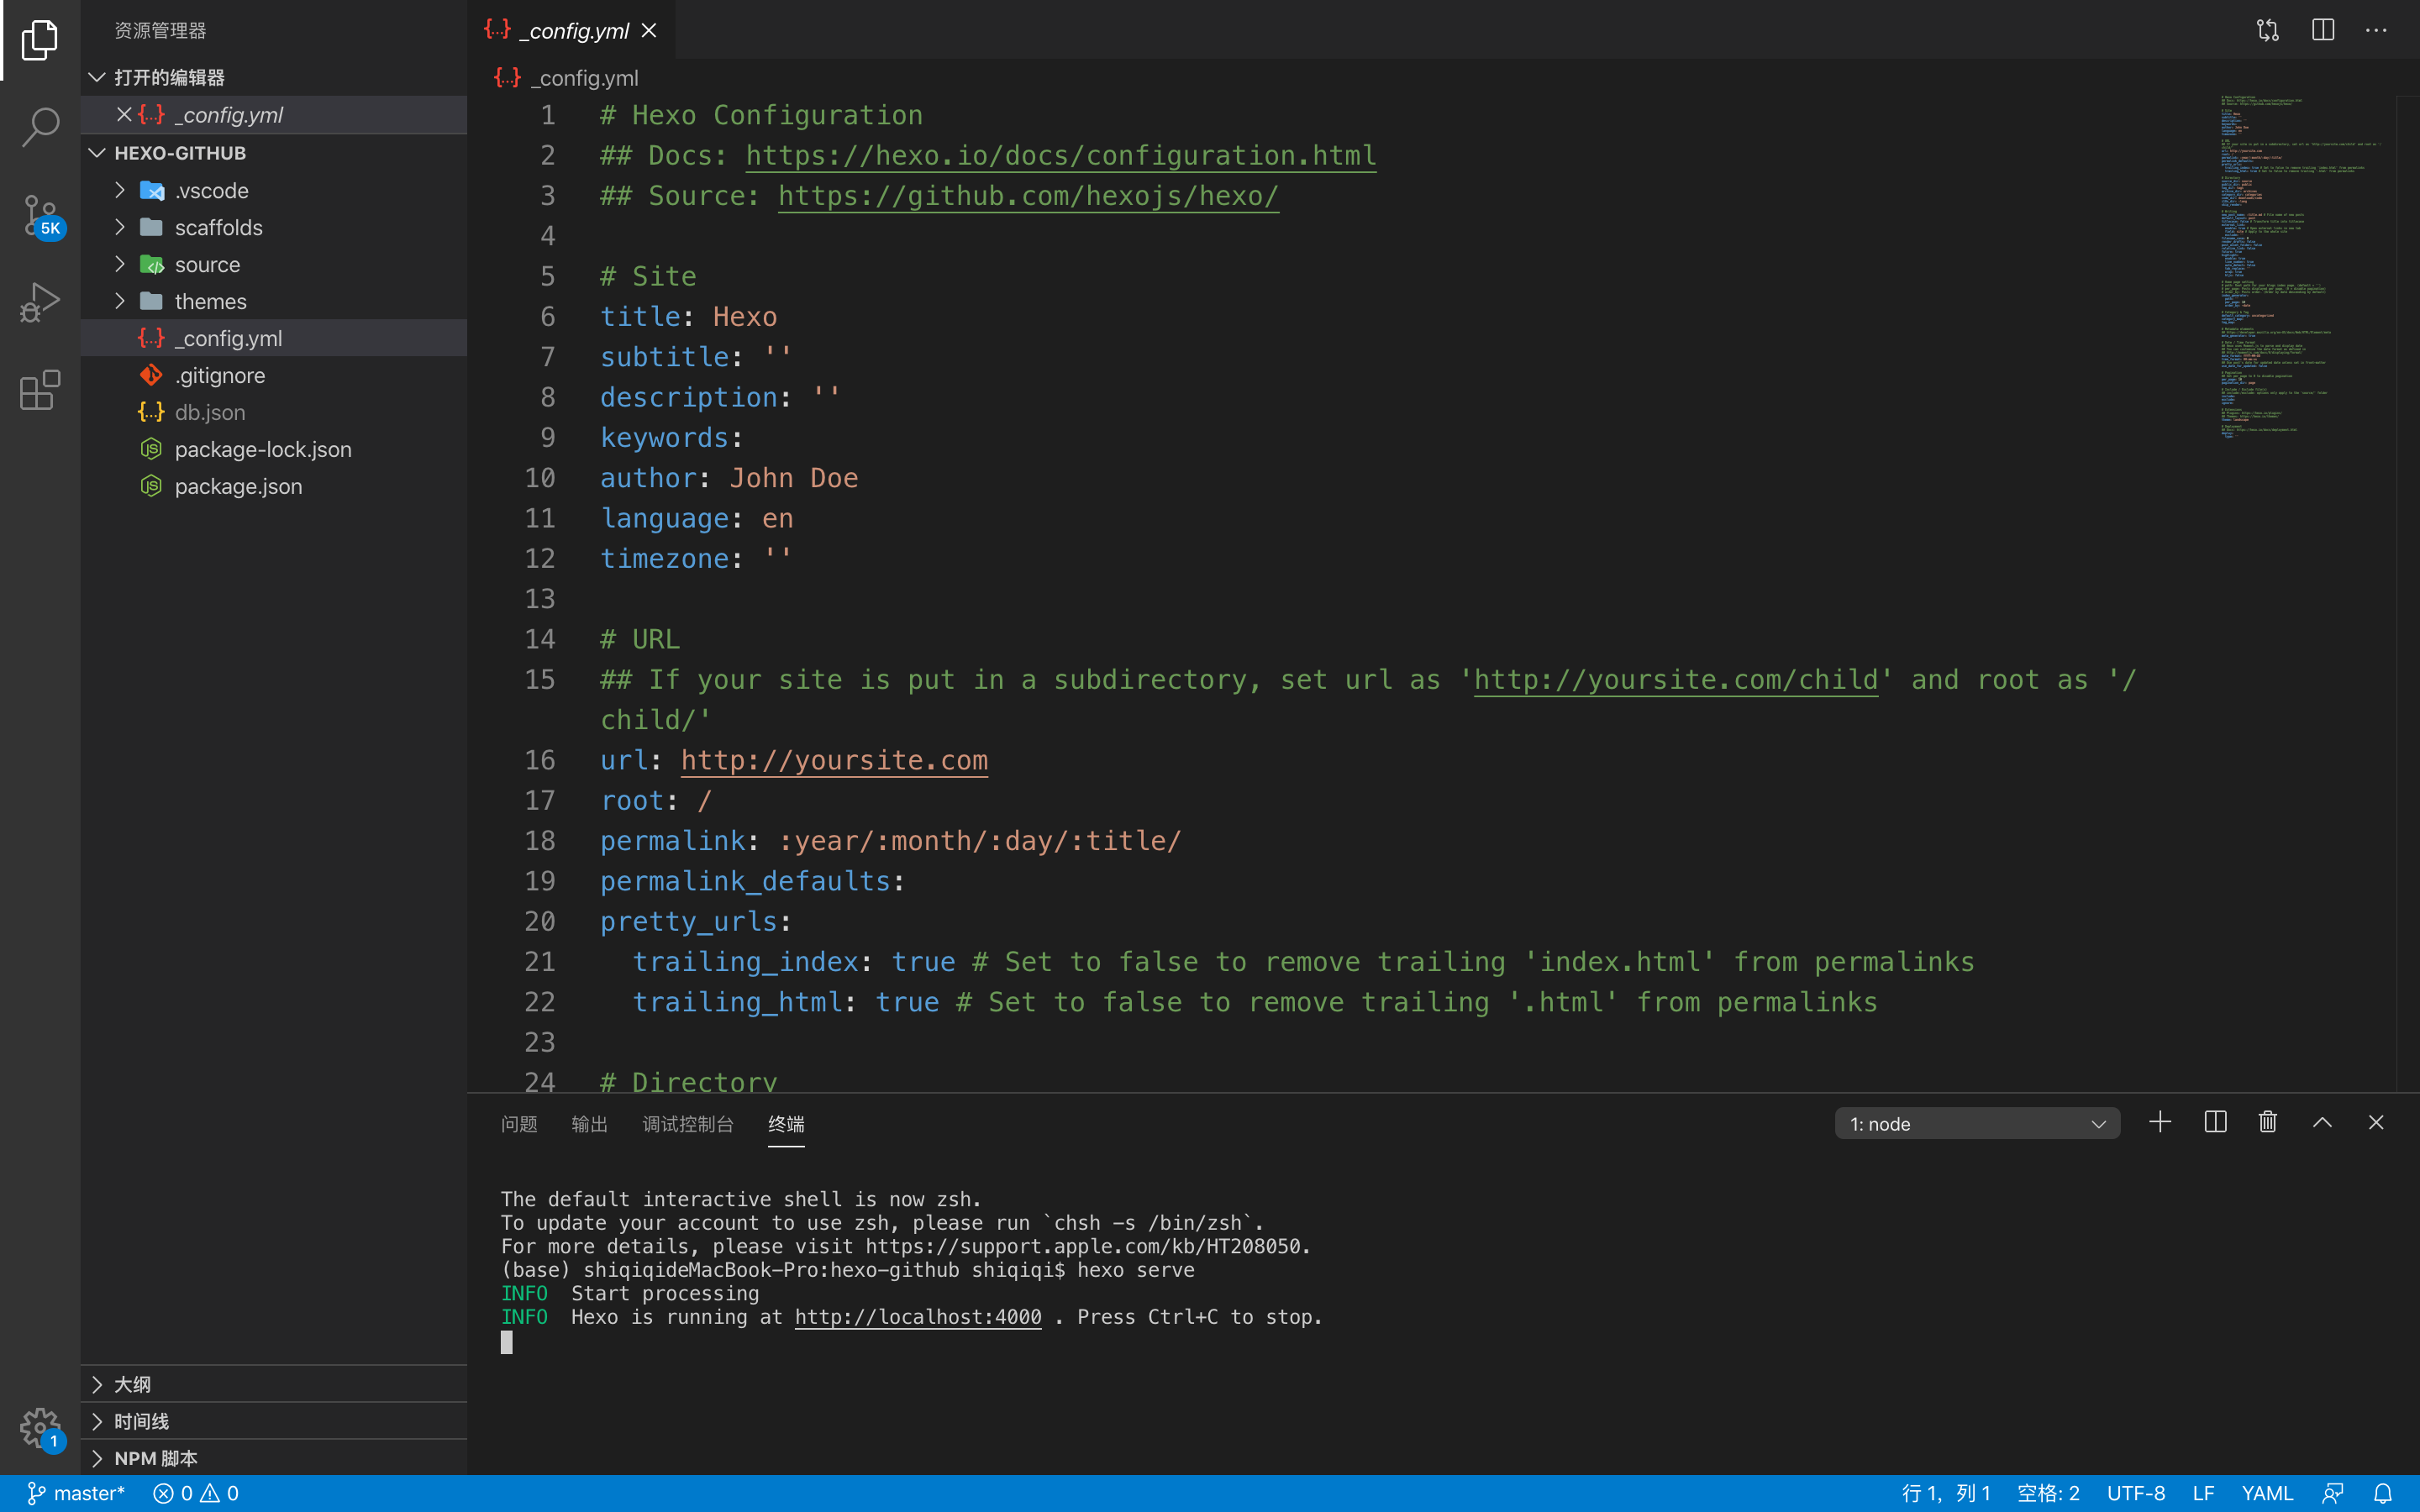 资源管理器
打开的编辑器
_config.yml
HEXO-GITHUB
.vscode
scaffolds
source
themes
_config.yml
.gitignore
db.json
package-lock.json
package.json
大纲
时间线
NPM 脚本
5K
1
_config.yml
_config.yml
1 # Hexo Configuration
2 ## Docs: https://hexo.io/docs/configuration.html
3 ## Source: https://github.com/hexojs/hexo/
4
5 # Site
6 title: Hexo
7 subtitle: ''
8 description: ''
9 keywords:
10 author: John Doe
11 language: en
12 timezone: ''
13
14 # URL
15 ## If your site is put in a subdirectory, set url as 'http://yoursite.com/child' and root as '/
child/'
16 url: http://yoursite.com
17 root: /
18 permalink: :year/:month/:day/:title/
19 permalink_defaults:
20 pretty_urls:
21   trailing_index: true # Set to false to remove trailing 'index.html' from permalinks
22   trailing_html: true # Set to false to remove trailing '.html' from permalinks
23
24 # Directory
问题 输出 调试控制台 终端 1: node
The default interactive shell is now zsh.
To update your account to use zsh, please run `chsh -s /bin/zsh`.
For more details, please visit https://support.apple.com/kb/HT208050.
(base) shiqiqideMacBook-Pro:hexo-github shiqiqi$ hexo serve
INFO  Start processing
INFO  Hexo is running at http://localhost:4000 . Press Ctrl+C to stop.
master* 0 0 行 1, 列 1 空格: 2 UTF-8 LF YAML